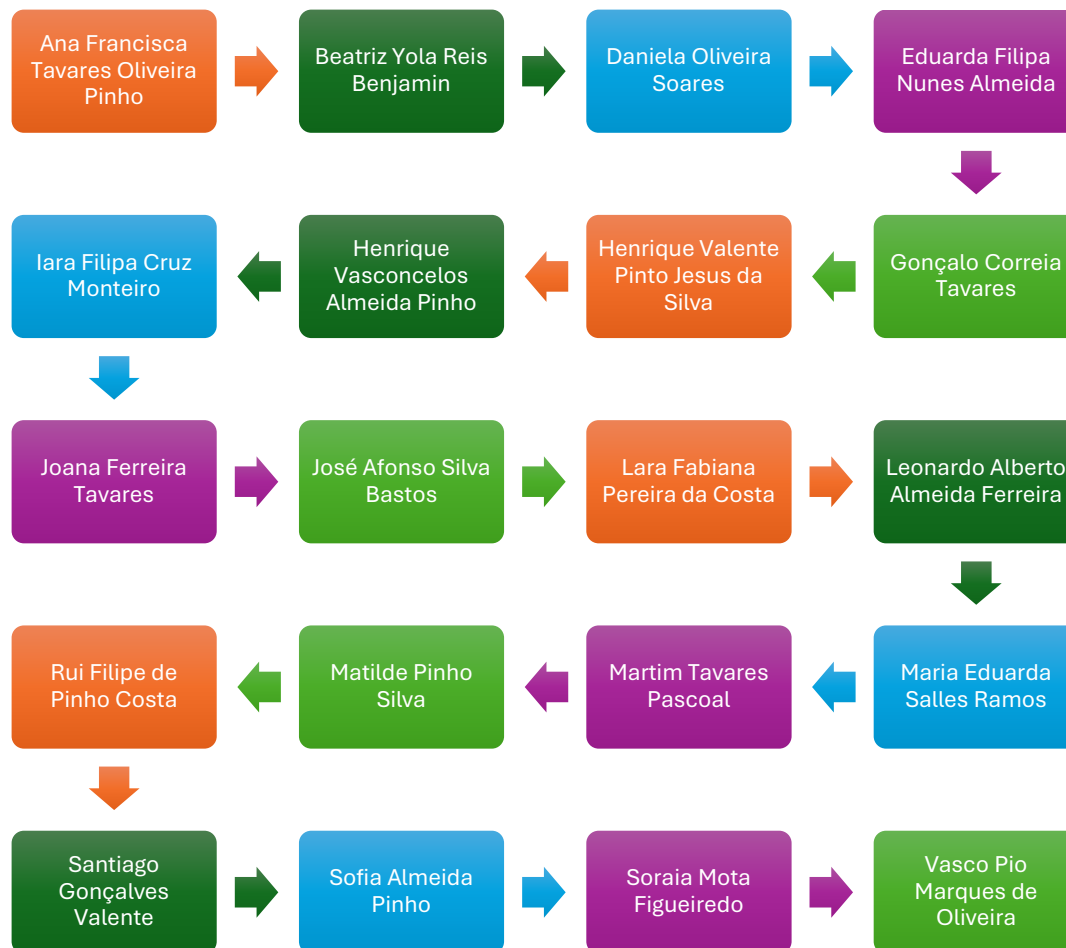 Ana Francisca
Tavares Oliveira
Pinho
Beatriz Yola Reis
Benjamin
Daniela Oliveira
Soares
Eduarda Filipa
Nunes Almeida
Gonçalo Correia
Tavares
Henrique Valente
Pinto Jesus da
Silva
Henrique
Vasconcelos
Almeida Pinho
Iara Filipa Cruz
Monteiro
Joana Ferreira
Tavares
José Afonso Silva
Bastos
Lara Fabiana
Pereira da Costa
Leonardo Alberto
Almeida Ferreira
Maria Eduarda
Salles Ramos
Martim Tavares
Pascoal
Matilde Pinho
Silva
Rui Filipe de
Pinho Costa
Santiago
Gonçalves
Valente
Sofia Almeida
Pinho
Soraia Mota
Figueiredo
Vasco Pio
Marques de
Oliveira